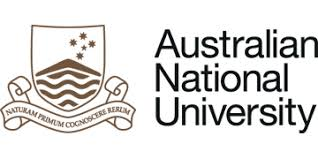 NATURAM PRIMUM COGNOSCERE RERUM
Australian
National
University